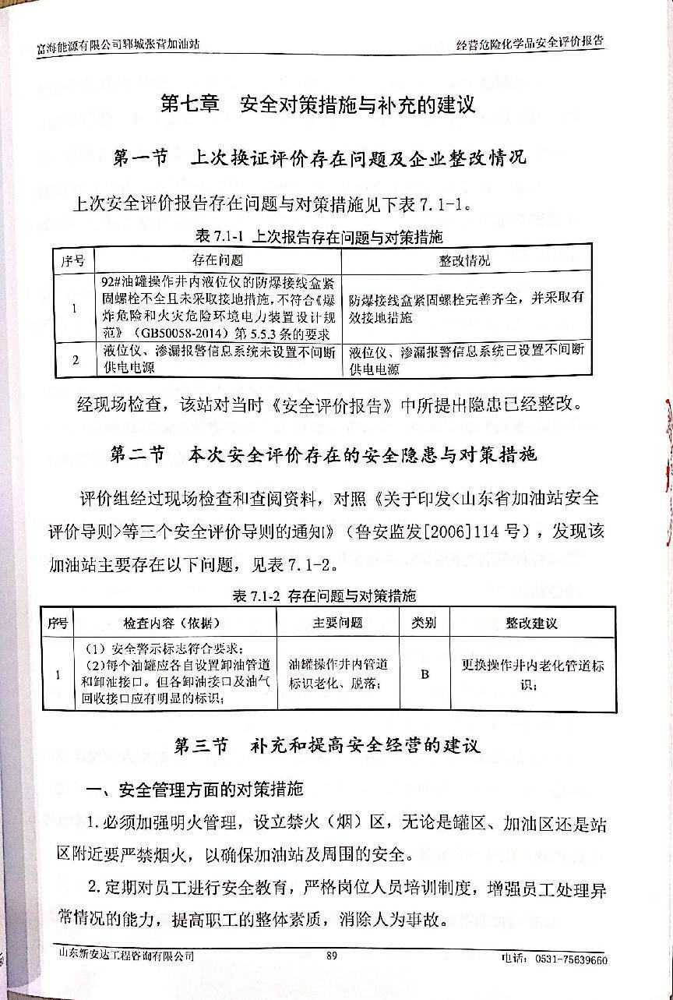 富海能源有限公司郓城张营加油站 经营危险化学品安全评价报告
第七章 安全对策措施与补充的建议
第一节 上次换证评价存在问题及企业整改情况
上次安全评价报告存在问题与对策措施见下表 7.1-1。
表 7.1-1 上次报告存在问题与对策措施
序号 存在问题 整改情况
1
92#油罐操作井内液位仪的防爆接线盒紧
固螺栓不全且未采取接地措施,不符合《爆
炸危险和火灾危险环境电力装置设计规
范》（GB50058-2014）第 5.5.3 条的要求
防爆接线盒紧固螺栓完善齐全，并采取有
效接地措施
2
液位仪、渗漏报警信息系统未设置不间断
供电电源
液位仪、渗漏报警信息系统已设置不间断
供电电源
经现场检查，该站对当时《安全评价报告》中所提出隐患已经整改。
第二节 本次安全评价存在的安全隐患与对策措施
评价组经过现场检查和查阅资料，对照《关于印发<山东省加油站安全
评价导则>等三个安全评价导则的通知》（鲁安监发[2006]114 号），发现该
加油站主要存在以下问题，见表 7.1-2。
表 7.1-2 存在问题与对策措施
序号 检查内容（依据） 主要问题 类别 整改建议
1
（1）安全警示标志符合要求；
（2)每个油罐应各自设置卸油管道
和卸油接口。但各卸油接口及油气
回收接口应有明显的标识；
油罐操作井内管道
标识老化、脱落；
B
更换操作井内老化管道标
识；
第三节 补充和提高安全经营的建议
一、安全管理方面的对策措施
1.必须加强明火管理，设立禁火（烟）区，无论是罐区、加油区还是站
区附近要严禁烟火，以确保加油站及周围的安全。
2.定期对员工进行安全教育，严格岗位人员培训制度，增强员工处理异
常情况的能力，提高职工的整体素质，消除人为事故。
山东新安达工程咨询有限公司 89 电话：0531-75639660